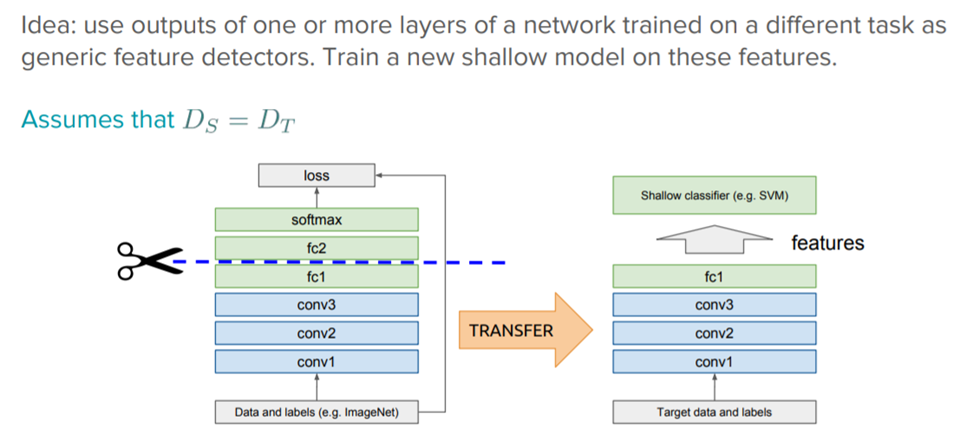 Idea: use outputs of one or more layers of a network trained on a different task as
generic feature detectors. Train a new shallow model on these features.
Assumes that D_S = D_T
loss
softmax
fc2
fc1
conv3
conv2
conv1
Data and labels (e.g. ImageNet)
TRANSFER
Shallow classifier (e.g. SVM)
features
fc1
conv3
conv2
conv1
Target data and labels